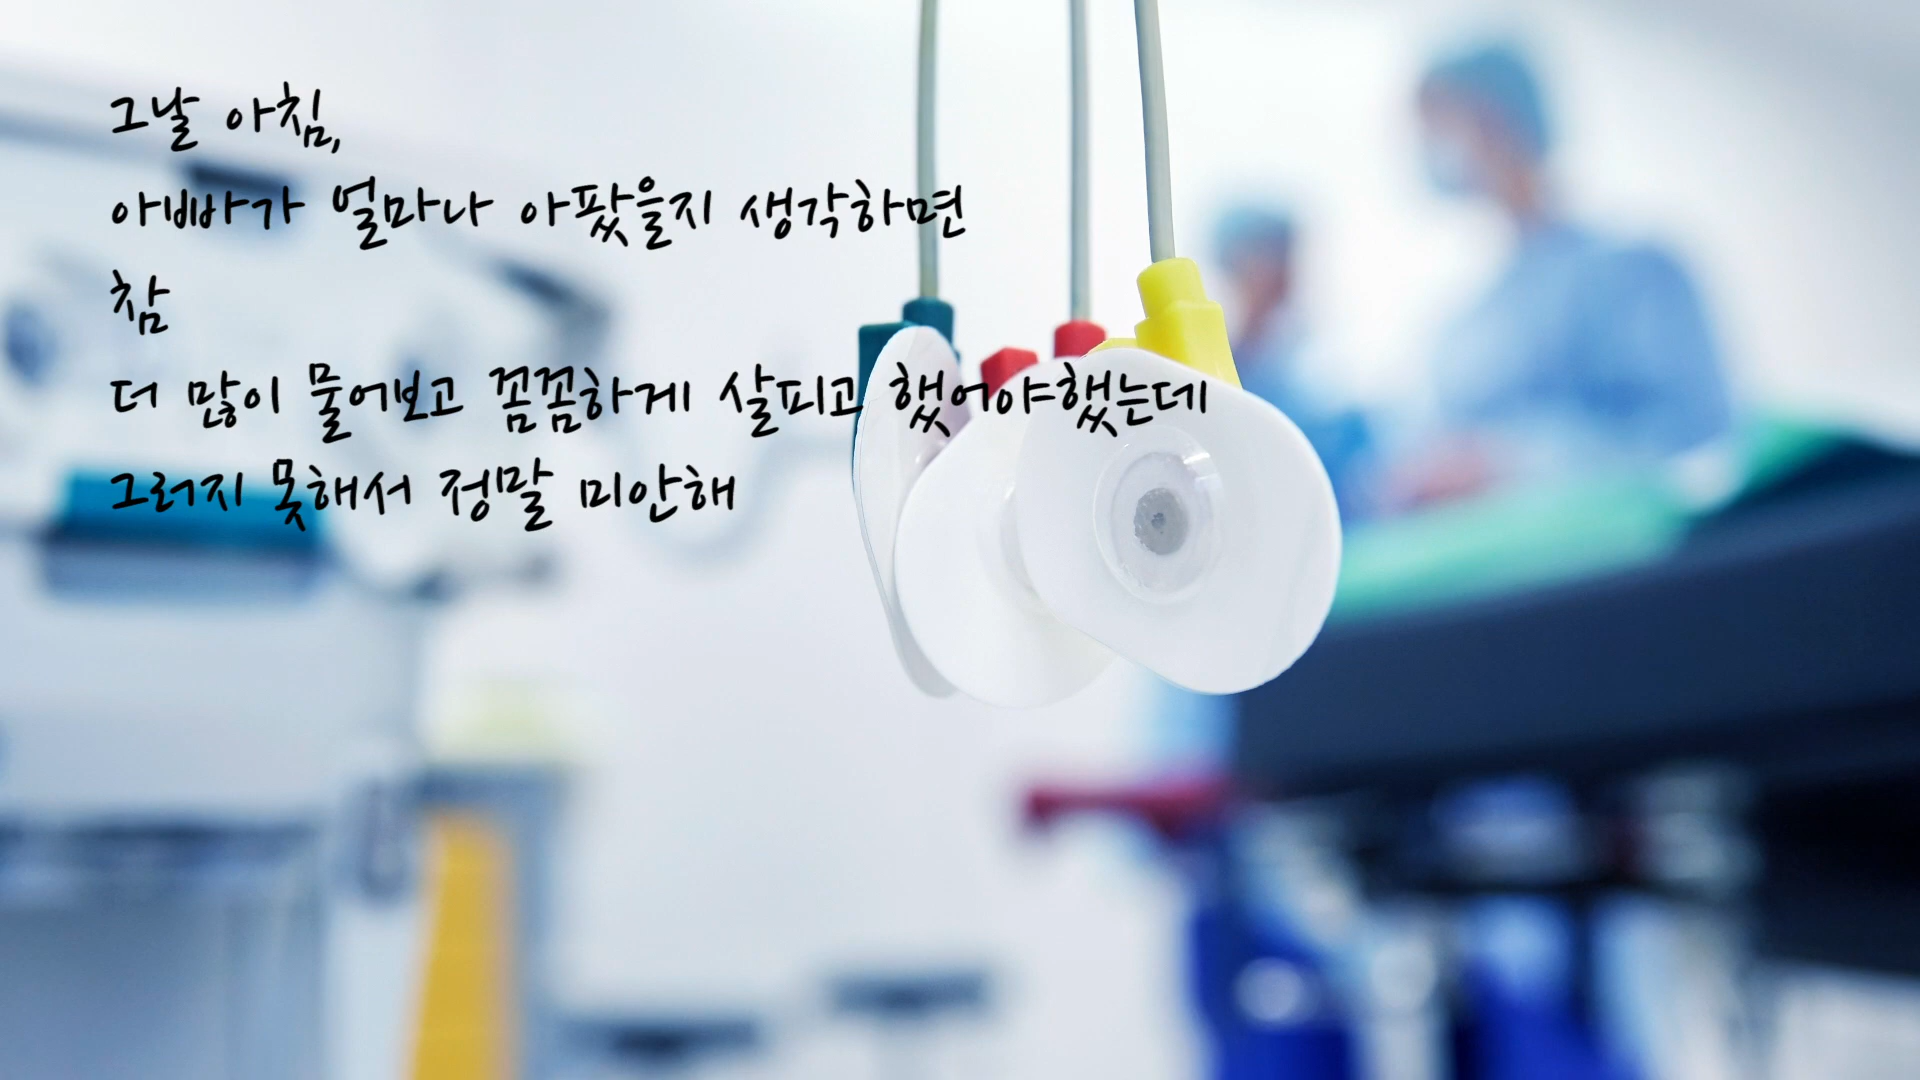 그날 아침,
아빠가 얼마나 아팠을지 생각하면
참
더 많이 물어보고 꼼꼼하게 살피고 했어야했는데
그러지 못해서 정말 미안해